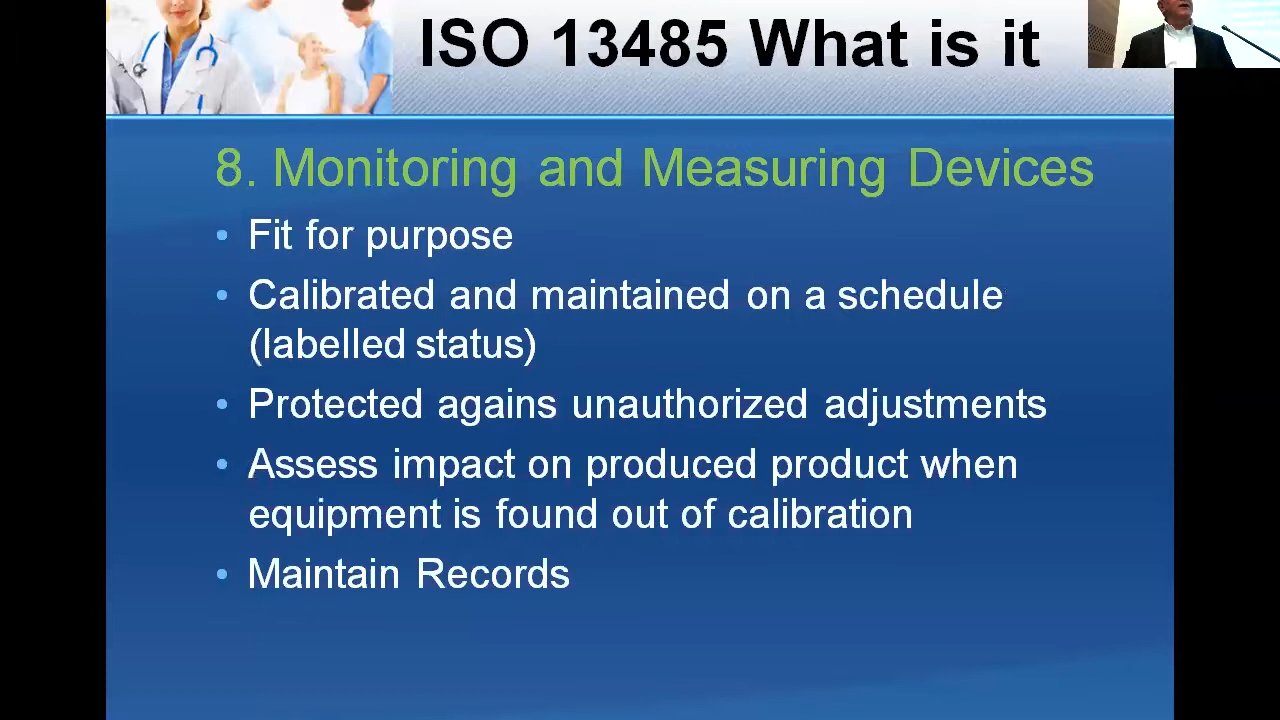 ISO 13485 What is it
8. Monitoring and Measuring Devices
• Fit for purpose
• Calibrated and maintained on a schedule
(labelled status)
• Protected agains unauthorized adjustments
• Assess impact on produced product when
equipment is found out of calibration
• Maintain Records